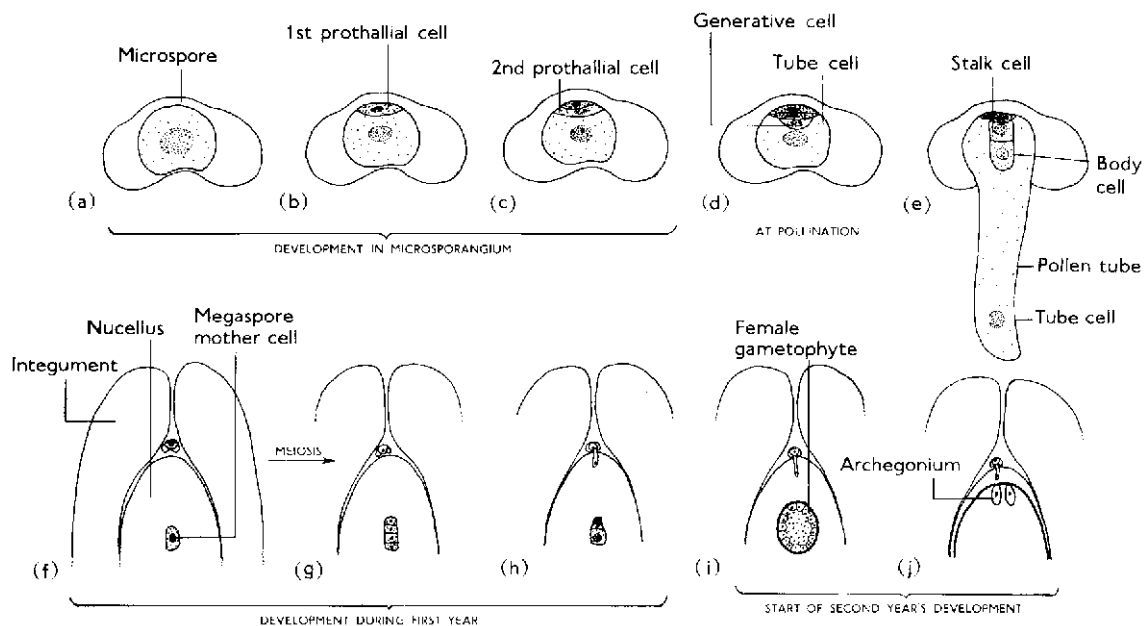 Microspore
1st prothallial cell
2nd prothallial cell
Generative cell
Tube cell
Stalk cell
Body
cell
(a)
(b)
(c)
(d)
(e)
DEVELOPMENT IN MICROSPORANGIUM
AT POLLINATION
Pollen tube
Tube cell
Nucellus
Megaspore
mother cell
Integument
MEIOSIS
Female
gametophyte
Archegonium
(f)
(g)
(h)
(i)
(j)
DEVELOPMENT DURING FIRST YEAR
START OF SECOND YEAR'S DEVELOPMENT